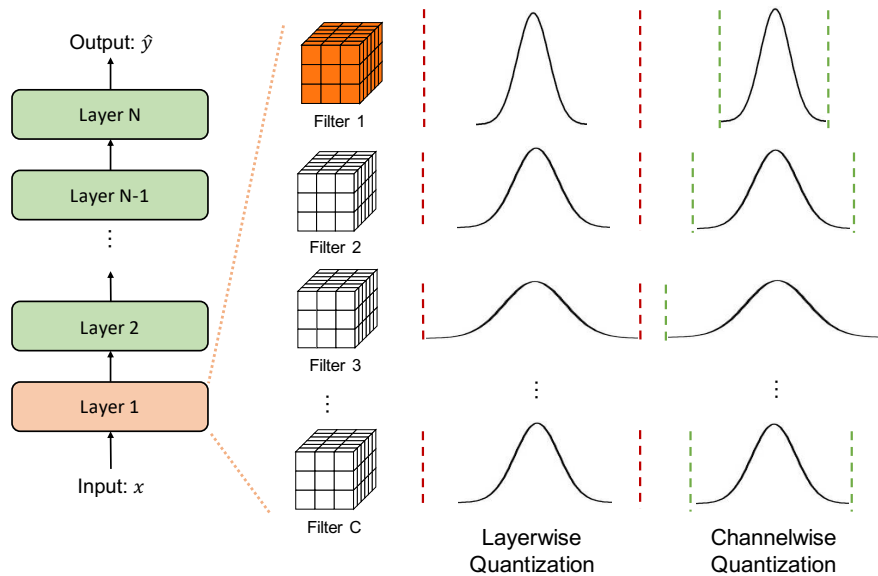 Output: ŷ
Layer N
Layer N-1
⋮
Layer 2
Layer 1
Input: x
Filter 1
Filter 2
Filter 3
⋮
Filter C
⋮
⋮
Layerwise
Quantization
Channelwise
Quantization